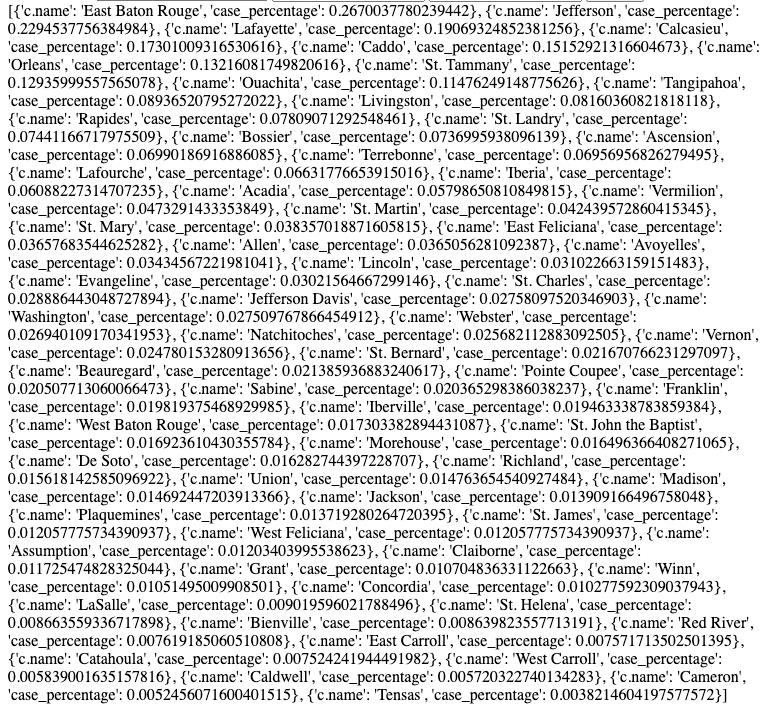 [{'c.name': 'East Baton Rouge', 'case_percentage': 0.2670037780239442}, {'c.name': 'Jefferson', 'case_percentage':
0.2294537756384984}, {'c.name': 'Lafayette', 'case_percentage': 0.19069324852381256}, {'c.name': 'Calcasieu',
'case_percentage': 0.17301009316530616}, {'c.name': 'Caddo', 'case_percentage': 0.15152921316604673}, {'c.name':
'Orleans', 'case_percentage': 0.13216081749820616}, {'c.name': 'St. Tammany', 'case_percentage':
0.12935999557565078}, {'c.name': 'Ouachita', 'case_percentage': 0.11476249148775626}, {'c.name': 'Tangipahoa',
'case_percentage': 0.08936520795272022}, {'c.name': 'Livingston', 'case_percentage': 0.08160360821818118},
{'c.name': 'Rapides', 'case_percentage': 0.07809071292548461}, {'c.name': 'St. Landry', 'case_percentage':
0.07441166717975509}, {'c.name': 'Bossier', 'case_percentage': 0.0736995938096139}, {'c.name': 'Ascension',
'case_percentage': 0.06990186916886085}, {'c.name': 'Terrebonne', 'case_percentage': 0.06956956826279495},
{'c.name': 'Lafourche', 'case_percentage': 0.06631776653915016}, {'c.name': 'Iberia', 'case_percentage':
0.06088227314707235}, {'c.name': 'Acadia', 'case_percentage': 0.05798650810849815}, {'c.name': 'Vermilion',
'case_percentage': 0.0473291433353849}, {'c.name': 'St. Martin', 'case_percentage': 0.042439572860415345},
{'c.name': 'St. Mary', 'case_percentage': 0.038357018871605815}, {'c.name': 'East Feliciana', 'case_percentage':
0.03657683544625282}, {'c.name': 'Allen', 'case_percentage': 0.0365056281092387}, {'c.name': 'Avoyelles',
'case_percentage': 0.03434567221981041}, {'c.name': 'Lincoln', 'case_percentage': 0.031022663159151483},
{'c.name': 'Evangeline', 'case_percentage': 0.03021564667299146}, {'c.name': 'St. Charles', 'case_percentage':
0.028886443048727894}, {'c.name': 'Jefferson Davis', 'case_percentage': 0.02758097520346903}, {'c.name':
'Washington', 'case_percentage': 0.027509767866454912}, {'c.name': 'Webster', 'case_percentage':
0.026940109170341953}, {'c.name': 'Natchitoches', 'case_percentage': 0.025682112883092505}, {'c.name': 'Vernon',
'case_percentage': 0.024780153280913656}, {'c.name': 'St. Bernard', 'case_percentage': 0.021670766231297097},
{'c.name': 'Beauregard', 'case_percentage': 0.021385936883240617}, {'c.name': 'Pointe Coupee', 'case_percentage':
0.020507713060066473}, {'c.name': 'Sabine', 'case_percentage': 0.020365298386038237}, {'c.name': 'Franklin',
'case_percentage': 0.019819375468929985}, {'c.name': 'Iberville', 'case_percentage': 0.019463338783859384},
{'c.name': 'West Baton Rouge', 'case_percentage': 0.017303382894431087}, {'c.name': 'St. John the Baptist',
'case_percentage': 0.016923610430355784}, {'c.name': 'Morehouse', 'case_percentage': 0.016496366408271065},
{'c.name': 'De Soto', 'case_percentage': 0.016282744397228707}, {'c.name': 'Richland', 'case_percentage':
0.015618142585096922}, {'c.name': 'Union', 'case_percentage': 0.014763654540927484}, {'c.name': 'Madison',
'case_percentage': 0.014692447203913366}, {'c.name': 'Jackson', 'case_percentage': 0.013909166496758048},
{'c.name': 'Plaquemines', 'case_percentage': 0.013719280264720395}, {'c.name': 'St. James', 'case_percentage':
0.012057775734390937}, {'c.name': 'West Feliciana', 'case_percentage': 0.012057775734390937}, {'c.name':
'Assumption', 'case_percentage': 0.01203403995538623}, {'c.name': 'Claiborne', 'case_percentage':
0.011725474828325044}, {'c.name': 'Grant', 'case_percentage': 0.010704836331122663}, {'c.name': 'Winn',
'case_percentage': 0.01051495009908501}, {'c.name': 'Concordia', 'case_percentage': 0.010277592309037943},
{'c.name': 'LaSalle', 'case_percentage': 0.009019596021788496}, {'c.name': 'St. Helena', 'case_percentage':
0.008663559336717898}, {'c.name': 'Bienville', 'case_percentage': 0.008639823557713191}, {'c.name': 'Red River',
'case_percentage': 0.007619185060510808}, {'c.name': 'East Carroll', 'case_percentage': 0.007571713502501395},
{'c.name': 'Catahoula', 'case_percentage': 0.007524241944491982}, {'c.name': 'West Carroll', 'case_percentage':
0.005839001635157816}, {'c.name': 'Caldwell', 'case_percentage': 0.005720322740134283}, {'c.name': 'Cameron',
'case_percentage': 0.0052456071600401515}, {'c.name': 'Tensas', 'case_percentage': 0.0038214604197577572}]